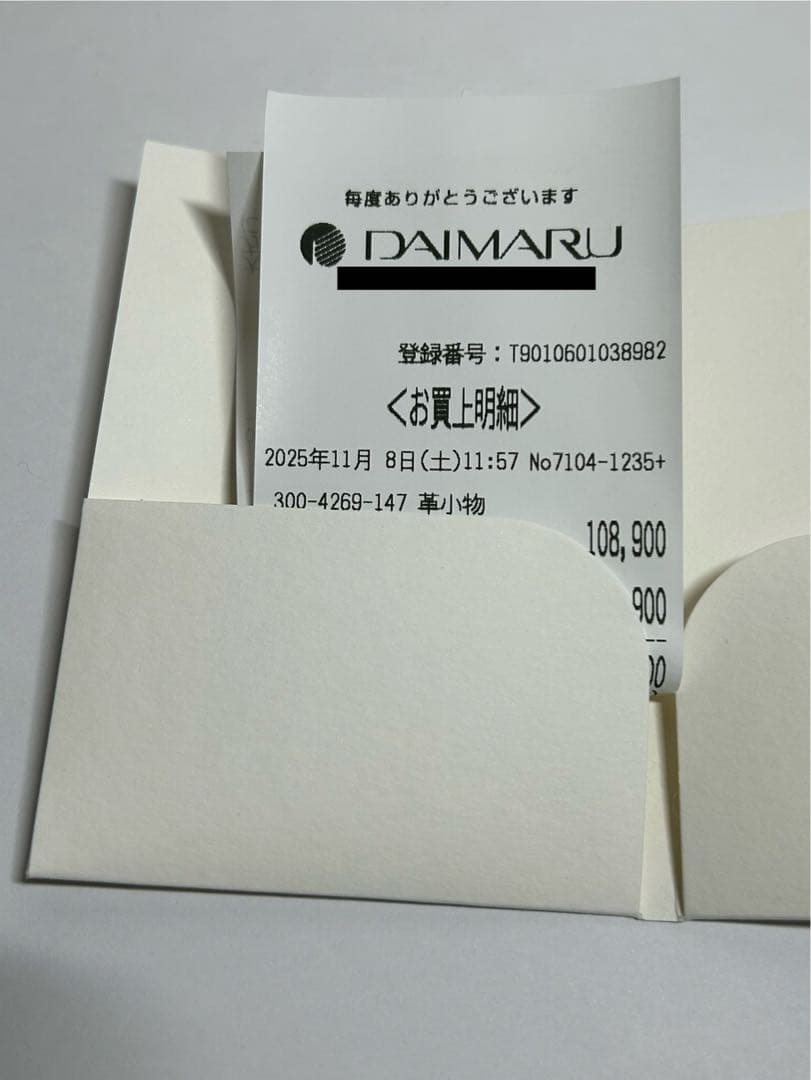 毎度ありがとうございます
DAIMARU
登録番号：T9010601038982
<お買上明細>
2025年11月 8日(土)11:57 No7104-1235+
300-4269-147 革小物
108,900
900
00